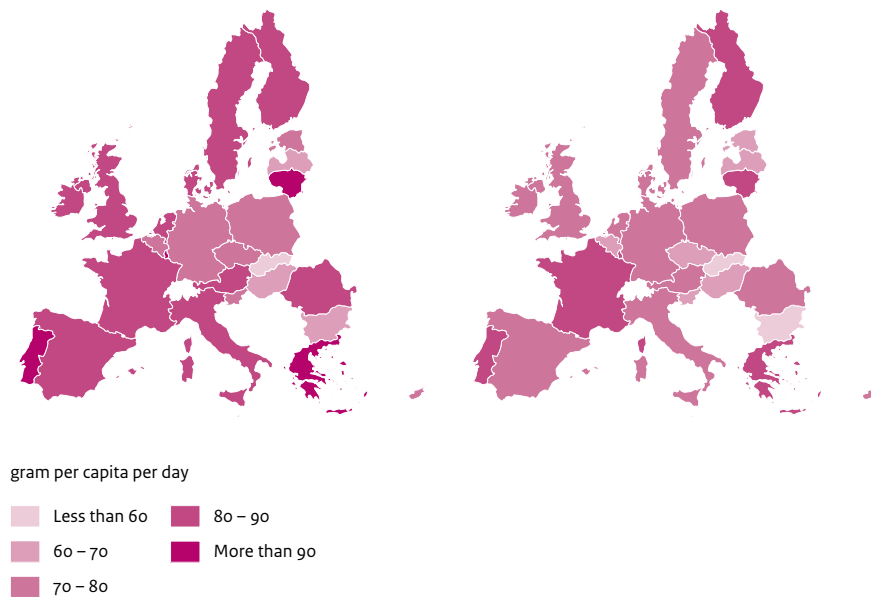 gram per capita per day
Less than 60
60 – 70
70 – 80
80 – 90
More than 90